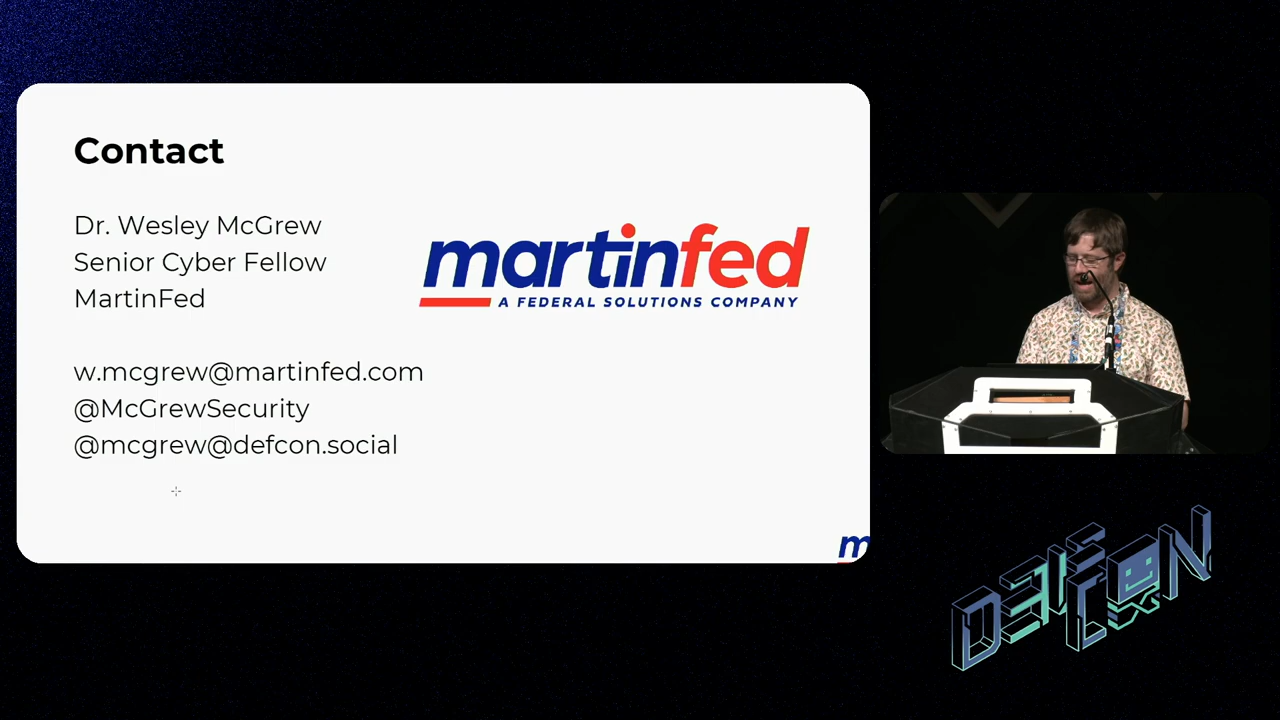 Contact
Dr. Wesley McGrew
Senior Cyber Fellow
MartinFed
w.mcgrew@martinfed.com
@McGrewSecurity
@mcgrew@defcon.social
martinfed
A FEDERAL SOLUTIONS COMPANY
m
DEF
CON